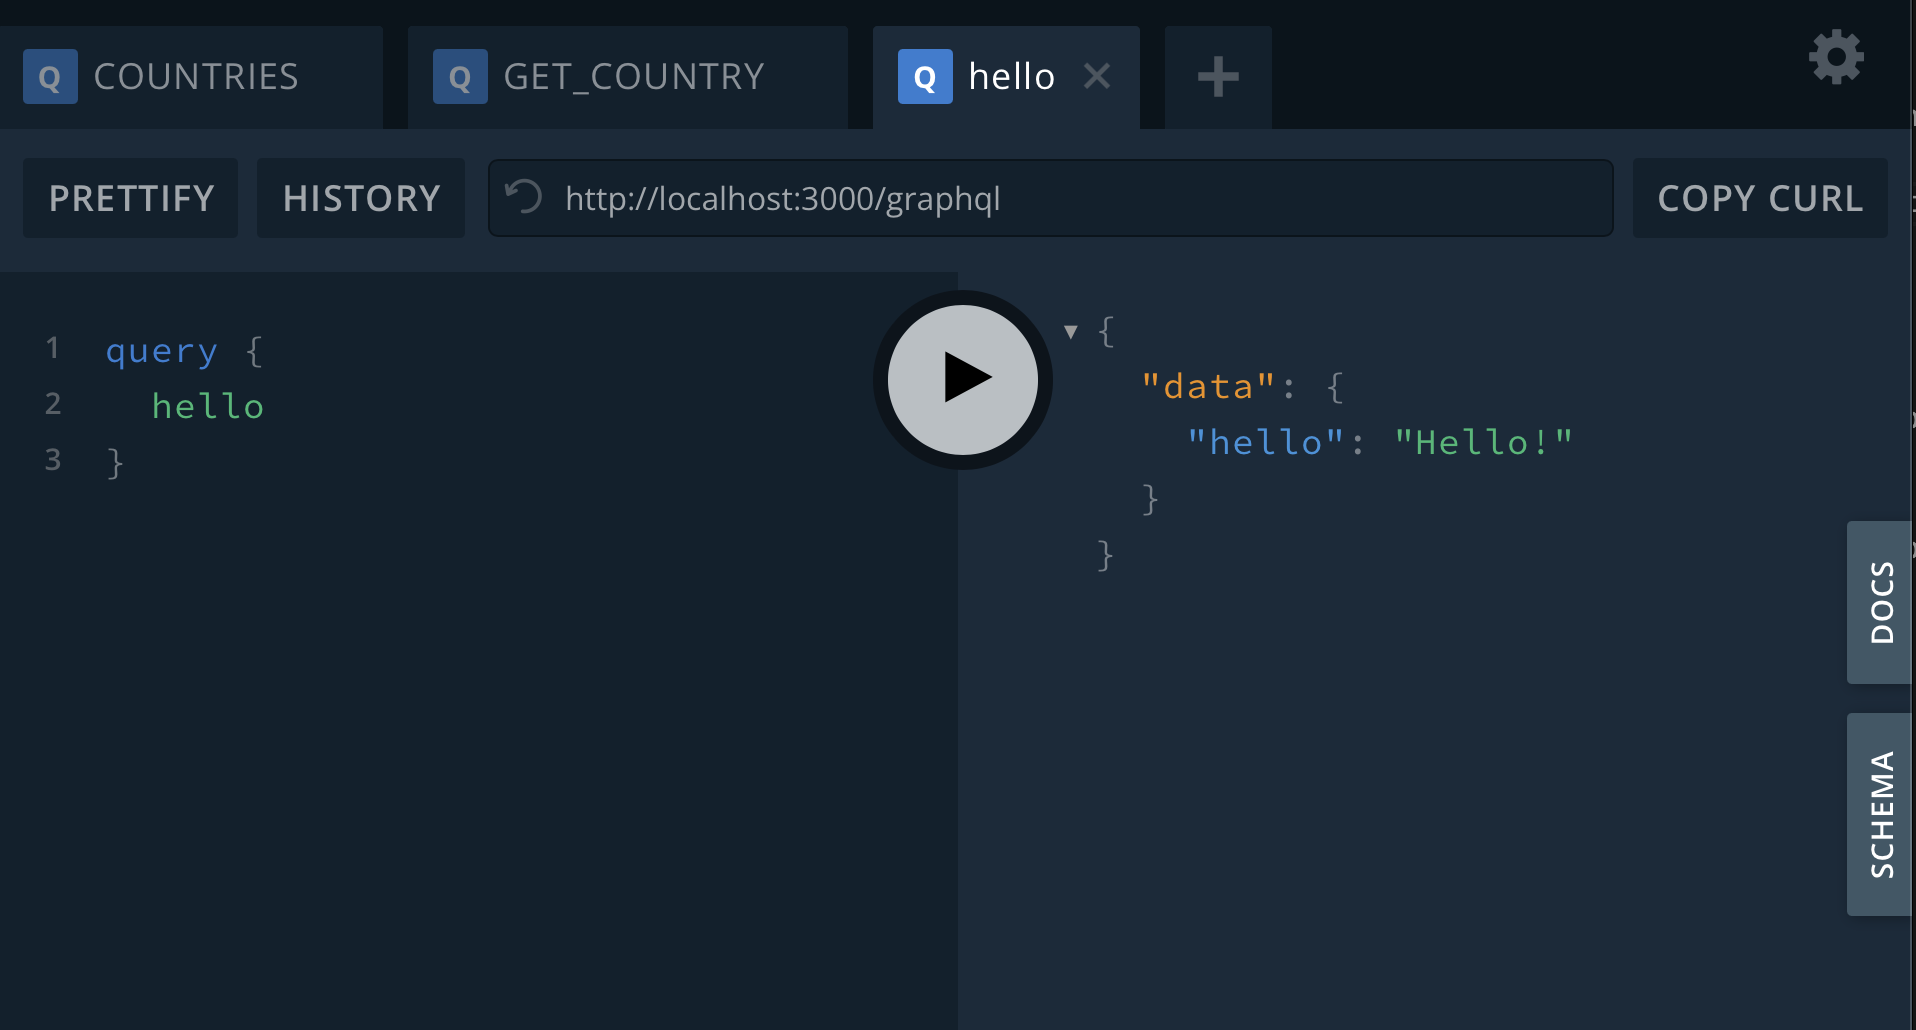 Q COUNTRIES Q GET_COUNTRY Q hello
PRETTIFY HISTORY http://localhost:3000/graphql COPY CURL
1 query {
2 hello
3 }
{
"data": {
"hello": "Hello!"
}
}
DOCS
SCHEMA